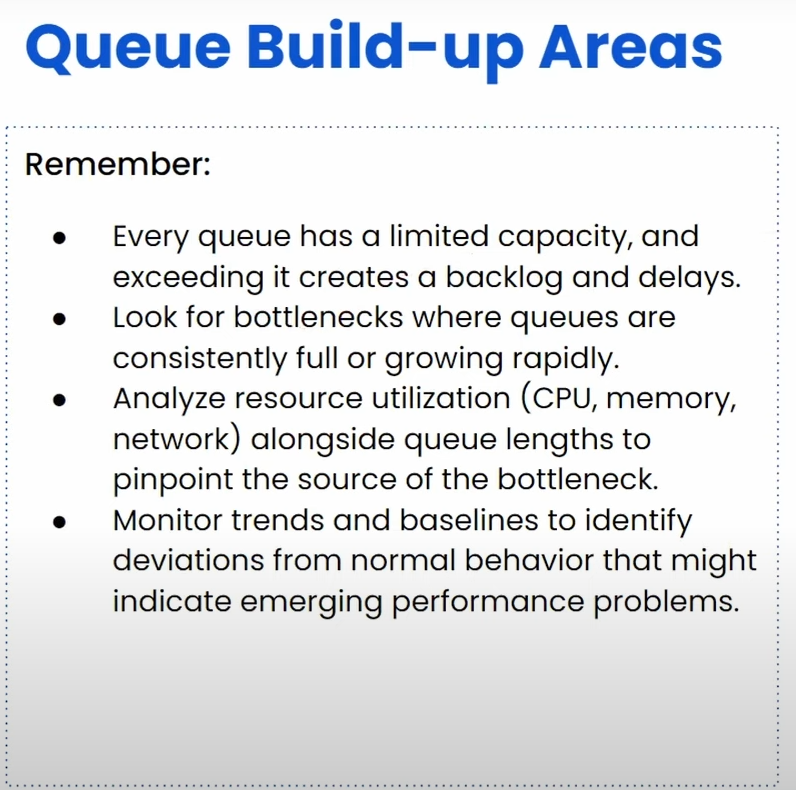 Queue Build-up Areas
Remember:
● Every queue has a limited capacity, and
exceeding it creates a backlog and delays.
● Look for bottlenecks where queues are
consistently full or growing rapidly.
● Analyze resource utilization (CPU, memory,
network) alongside queue lengths to
pinpoint the source of the bottleneck.
● Monitor trends and baselines to identify
deviations from normal behavior that might
indicate emerging performance problems.